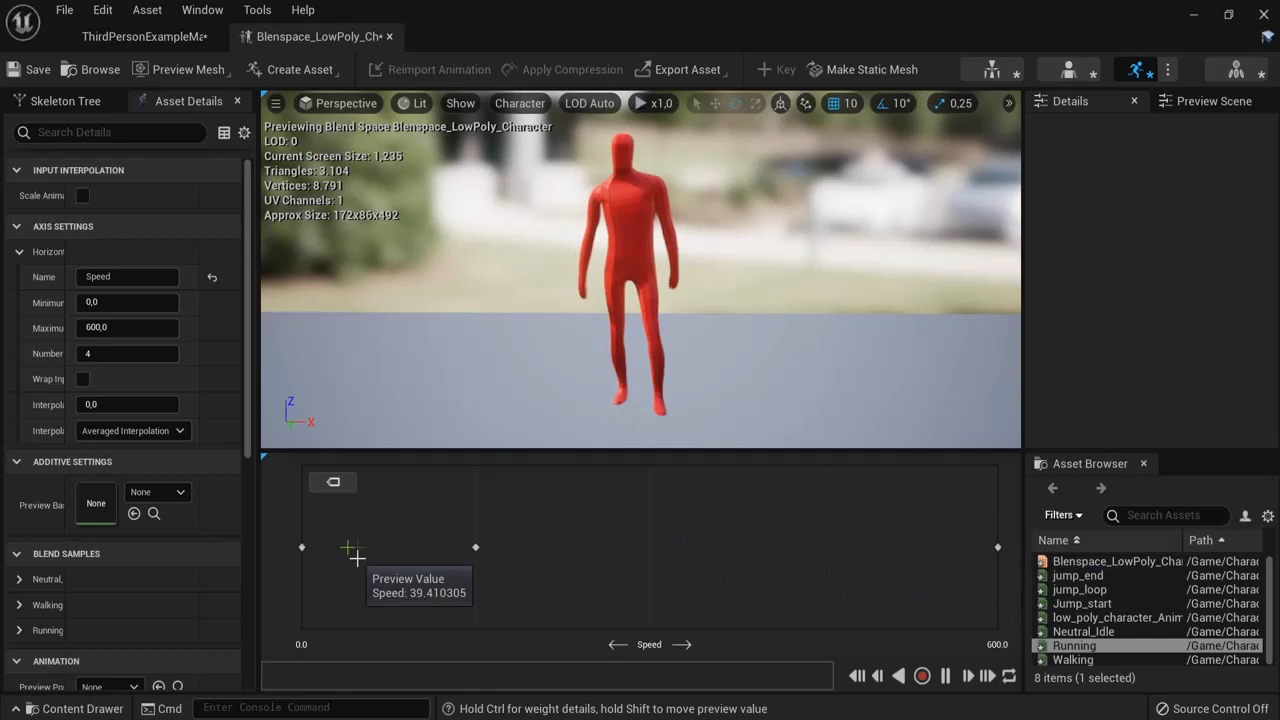 File Edit Asset Window Tools Help
ThirdPersonExampleMa* Blenspace_LowPoly_Ch*
Save Browse Preview Mesh Create Asset Reimport Animation Apply Compression Export Asset Key Make Static Mesh
Skeleton Tree Asset Details
Search Details
INPUT INTERPOLATION
Scale Anima
AXIS SETTINGS
Horizont
Name Speed
Minimum 0,0
Maximu 600,0
Number 4
Wrap Inp
Interpola 0,0
Interpola Averaged Interpolation
ADDITIVE SETTINGS
Preview Ba: None None
BLEND SAMPLES
Neutral_
Walking
Running
ANIMATION
Preview Po: None
Perspective Lit Show Character LOD Auto x1,0 10 10° 0,25
Previewing Blend Space Blenspace_LowPoly_Character
LOD: 0
Current Screen Size: 1,235
Triangles: 3.104
Vertices: 8.791
UV Channels: 1
Approx Size: 172x86x492
Z
X
Preview Value
Speed: 39.410305
0.0 Speed 600.0
Details Preview Scene
Asset Browser
Filters Search Assets
Name Path
Blenspace_LowPoly_Cha /Game/Charac
jump_end /Game/Charac
jump_loop /Game/Charac
Jump_start /Game/Charac
low_poly_character_Anim /Game/Charac
Neutral_Idle /Game/Charac
Running /Game/Charac
Walking /Game/Charac
8 items (1 selected)
Content Drawer Cmd Enter Console Command Hold Ctrl for weight details, hold Shift to move preview value Source Control Off